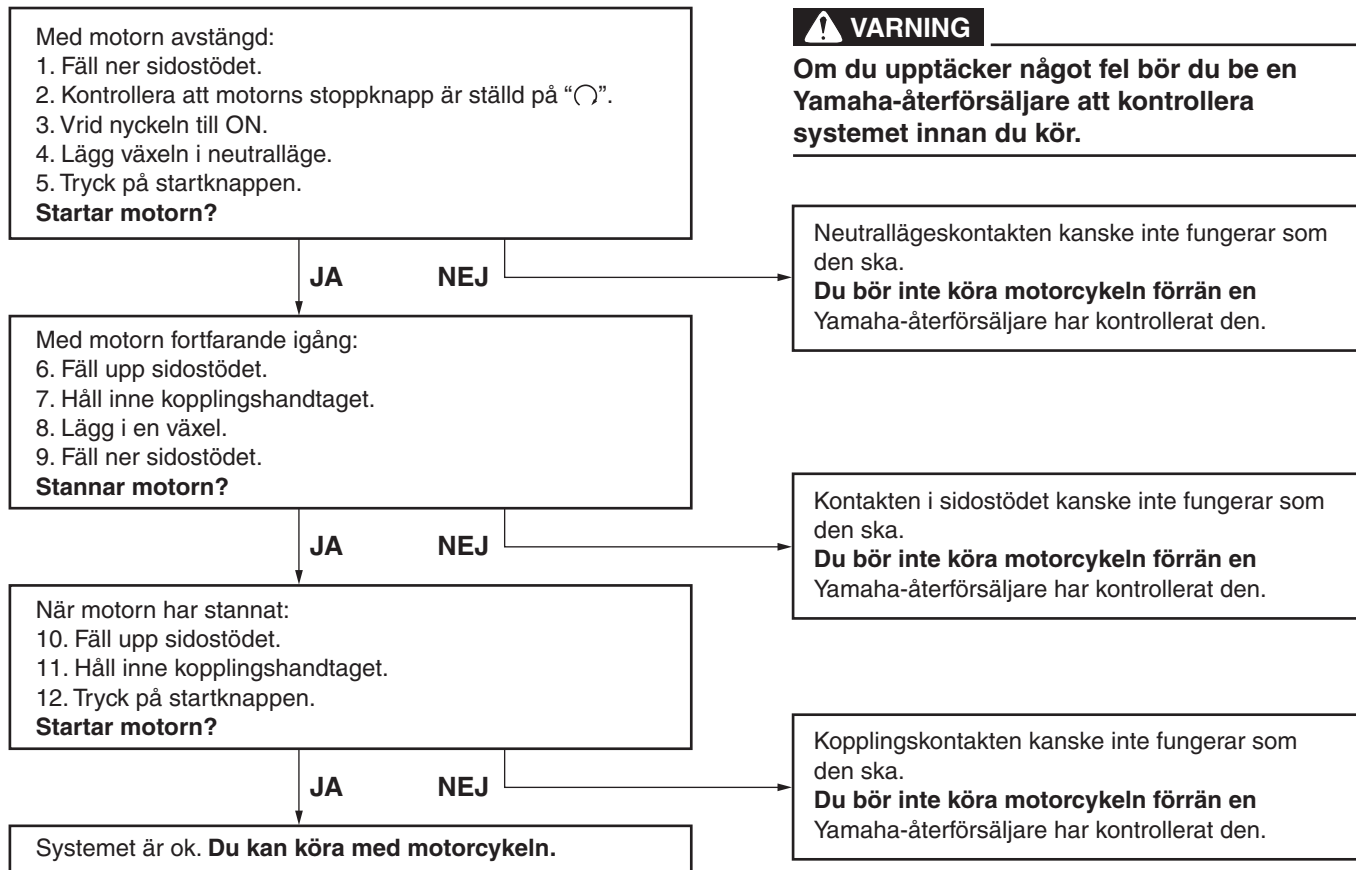 Med motorn avstängd:
1. Fäll ner sidostödet.
2. Kontrollera att motorns stoppknapp är ställd på “○”.
3. Vrid nyckeln till ON.
4. Lägg växeln i neutralläge.
5. Tryck på startknappen.
Startar motorn?
VARNING
Om du upptäcker något fel bör du be en
Yamaha-återförsäljare att kontrollera
systemet innan du kör.
JA NEJ
Neutrallägeskontakten kanske inte fungerar som
den ska.
Du bör inte köra motorcykeln förrän en
Yamaha-återförsäljare har kontrollerat den.
Med motorn fortfarande igång:
6. Fäll upp sidostödet.
7. Håll inne kopplingshandtaget.
8. Lägg i en växel.
9. Fäll ner sidostödet.
Stannar motorn?
JA NEJ
Kontakten i sidostödet kanske inte fungerar som
den ska.
Du bör inte köra motorcykeln förrän en
Yamaha-återförsäljare har kontrollerat den.
När motorn har stannat:
10. Fäll upp sidostödet.
11. Håll inne kopplingshandtaget.
12. Tryck på startknappen.
Startar motorn?
JA NEJ
Kopplingskontakten kanske inte fungerar som
den ska.
Du bör inte köra motorcykeln förrän en
Yamaha-återförsäljare har kontrollerat den.
Systemet är ok. Du kan köra med motorcykeln.